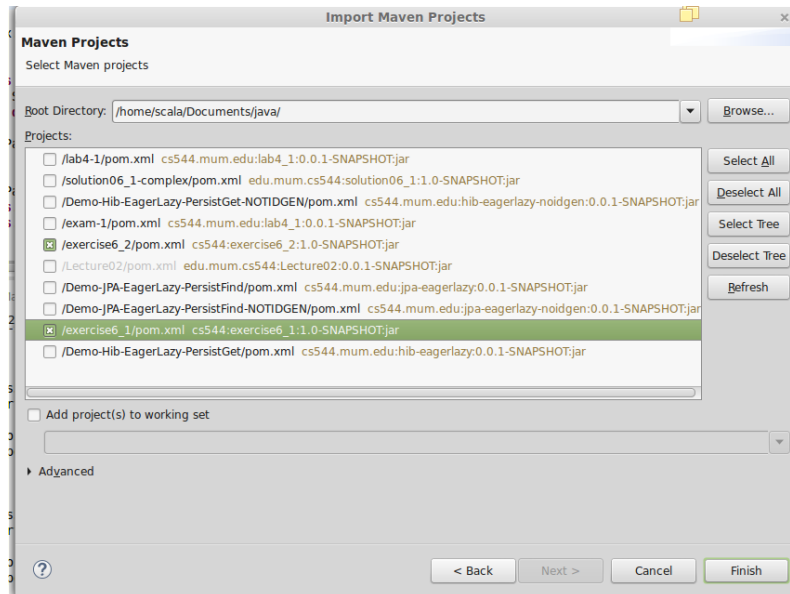 Import Maven Projects
Maven Projects
Select Maven projects
Root Directory: /home/scala/Documents/java/ Browse...
Projects:
/lab4-1/pom.xml cs544.mum.edu:lab4_1:0.0.1-SNAPSHOT:jar Select All
/solution06_1-complex/pom.xml edu.mum.cs544:solution06_1:1.0-SNAPSHOT:jar
/Demo-Hib-EagerLazy-PersistGet-NOTIDGEN/pom.xml cs544.mum.edu:hib-eagerlazy-noidgen:0.0.1-SNAPSHOT:jar Deselect All
/exam-1/pom.xml cs544.mum.edu:lab4_1:0.0.1-SNAPSHOT:jar Select Tree
/exercise6_2/pom.xml cs544:exercise6_2:1.0-SNAPSHOT:jar
/Lecture02/pom.xml edu.mum.cs544:Lecture02:0.0.1-SNAPSHOT:jar Deselect Tree
/Demo-JPA-EagerLazy-PersistFind/pom.xml cs544.mum.edu:jpa-eagerlazy:0.0.1-SNAPSHOT:jar Refresh
/Demo-JPA-EagerLazy-PersistFind-NOTIDGEN/pom.xml cs544.mum.edu:jpa-eagerlazy-noidgen:0.0.1-SNAPSHOT:jar
/exercise6_1/pom.xml cs544:exercise6_1:1.0-SNAPSHOT:jar
/Demo-Hib-EagerLazy-PersistGet/pom.xml cs544.mum.edu:hib-eagerlazy:0.0.1-SNAPSHOT:jar
Add project(s) to working set
Advanced
? < Back Next > Cancel Finish